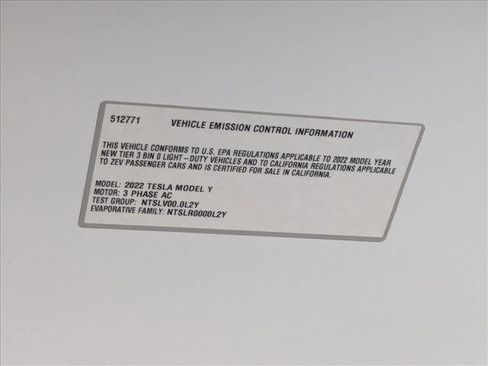 512771 VEHICLE EMISSION CONTROL INFORMATION
THIS VEHICLE CONFORMS TO U.S. EPA REGULATIONS APPLICABLE TO 2022 MODEL YEAR
NEW TIER 3 BIN 0 LIGHT-DUTY VEHICLES AND TO CALIFORNIA REGULATIONS APPLICABLE
TO ZEV PASSENGER CARS AND IS CERTIFIED FOR SALE IN CALIFORNIA.
MODEL: 2022 TESLA MODEL Y
MOTOR: 3 PHASE AC
TEST GROUP: NTSLV00.0L2Y
EVAPORATIVE FAMILY: NTSLR0000L2Y